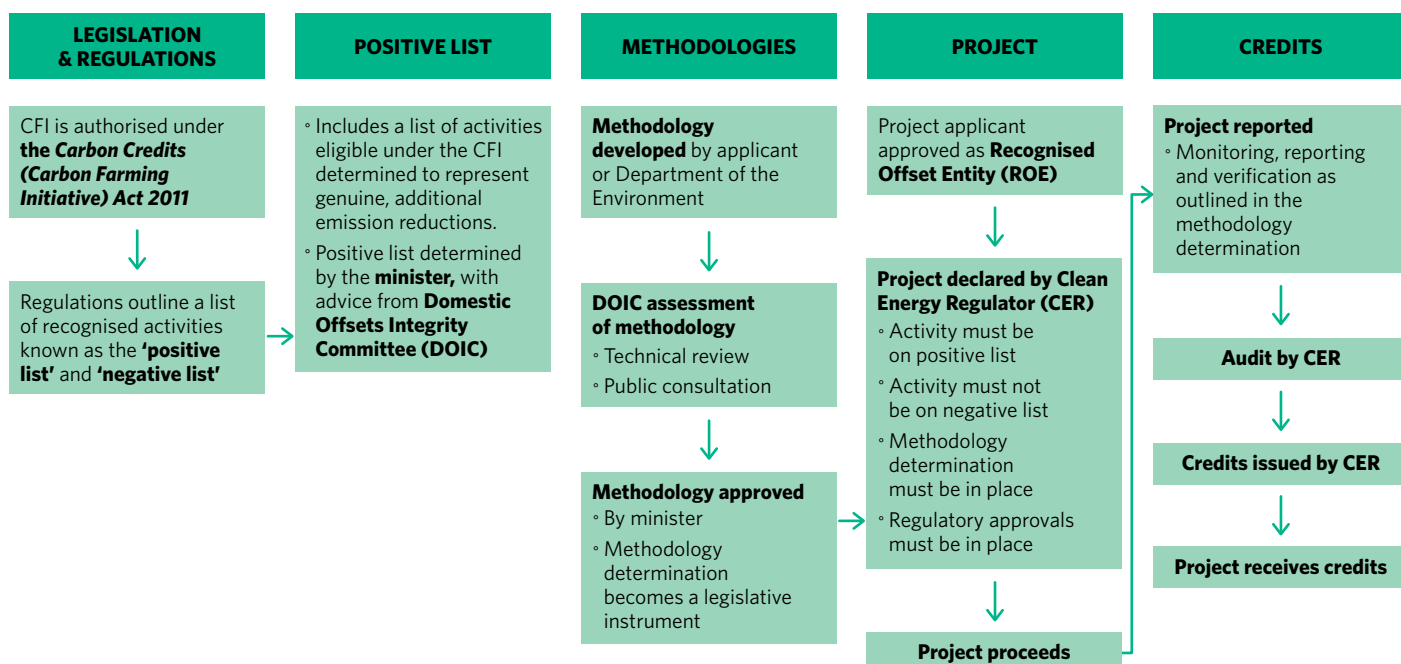 LEGISLATION
& REGULATIONS
CFI is authorised under
the Carbon Credits
(Carbon Farming
Initiative) Act 2011
Regulations outline a list
of recognised activities
known as the ‘positive
list’ and ‘negative list’
POSITIVE LIST
◦ Includes a list of activities
eligible under the CFI
determined to represent
genuine, additional
emission reductions.
◦ Positive list determined
by the minister, with
advice from Domestic
Offsets Integrity
Committee (DOIC)
METHODOLOGIES
Methodology
developed by applicant
or Department of the
Environment
DOIC assessment
of methodology
◦ Technical review
◦ Public consultation
Methodology approved
◦ By minister
◦ Methodology
determination
becomes a legislative
instrument
PROJECT
Project applicant
approved as Recognised
Offset Entity (ROE)
Project declared by Clean
Energy Regulator (CER)
◦ Activity must be
on positive list
◦ Activity must not
be on negative list
◦ Methodology
determination
must be in place
◦ Regulatory approvals
must be in place
Project proceeds
CREDITS
Project reported
◦ Monitoring, reporting
and verification as
outlined in the
methodology
determination
Audit by CER
Credits issued by CER
Project receives credits